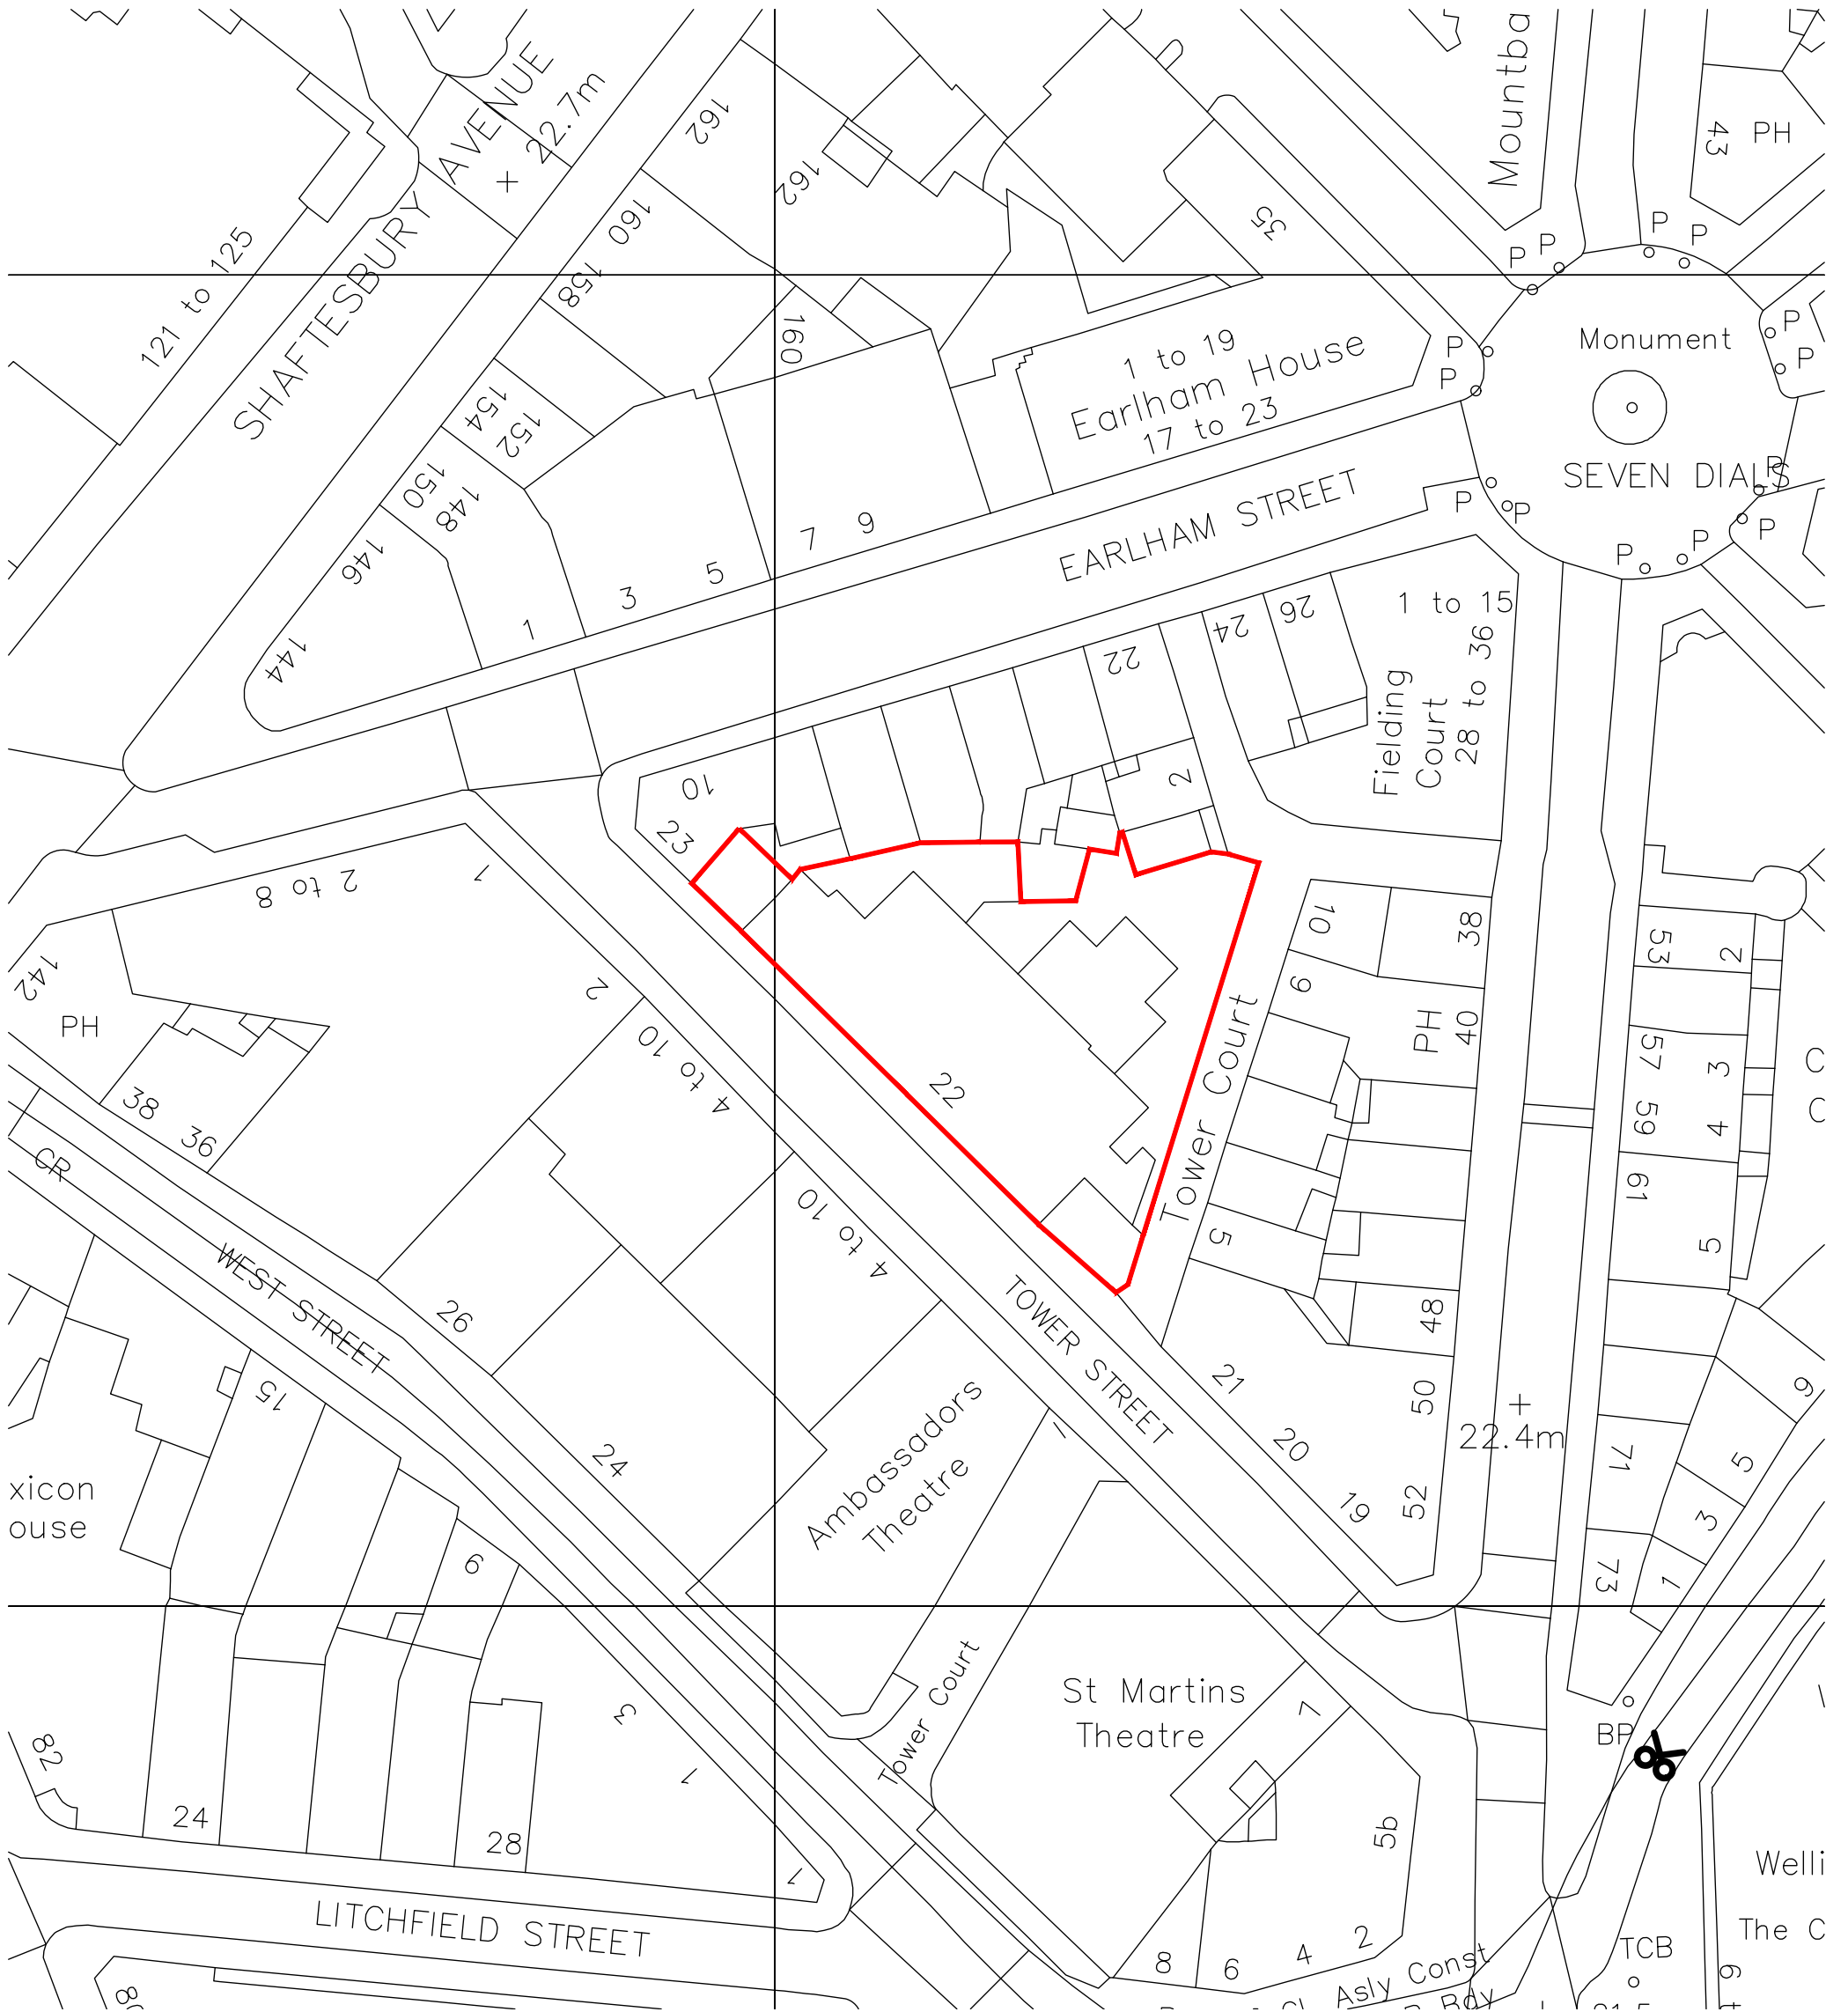 Mountba
43
PH
SHAFTESBURY AVENUE
22.7m
121 to 125
162
162
160
158
160
154
152
150
148
146
144
35
P
P
P
P
P
P
P
P
P
P
P
P
P
P
Monument
SEVEN DIALS
1 to 19
Earlham House
17 to 23
EARLHAM STREET
1
3
5
7
9
10
23
22
24
26
2
1 to 15
Fielding
Court
28 to 36
2 to 8
1
2
142
PH
38
36
4 to 10
4 to 10
22
Tower Court
10
6
5
38
PH
40
48
50
52
53
57
59
61
71
73
2
3
4
5
9
5
3
1
C
C
CR
WEST STREET
26
24
15
xicon
ouse
9
3
1
1
Ambassadors
Theatre
TOWER STREET
1
21
20
19
22.4m
Tower Court
St Martins
Theatre
7
5b
8
6
4
2
BP
82
24
28
LITCHFIELD STREET
80
Welli
The C
TCB
Asly Const
Bdy